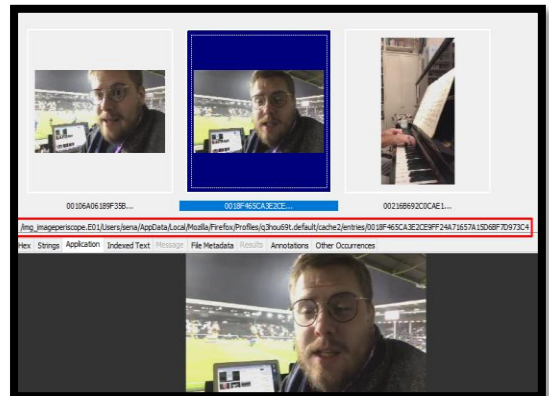 00106A06189F35B...
0018F465CA3E2CE...
00216B692C0CAE1...
/img_imageperiscope.E01/Users/sena/AppData/Local/Mozilla/Firefox/Profiles/q3hou69t.default/cache2/entries/0018F465CA3E2CE9FF24A71657A15D6BF7D973C4
Hex Strings Application Indexed Text Message File Metadata Results Annotations Other Occurrences